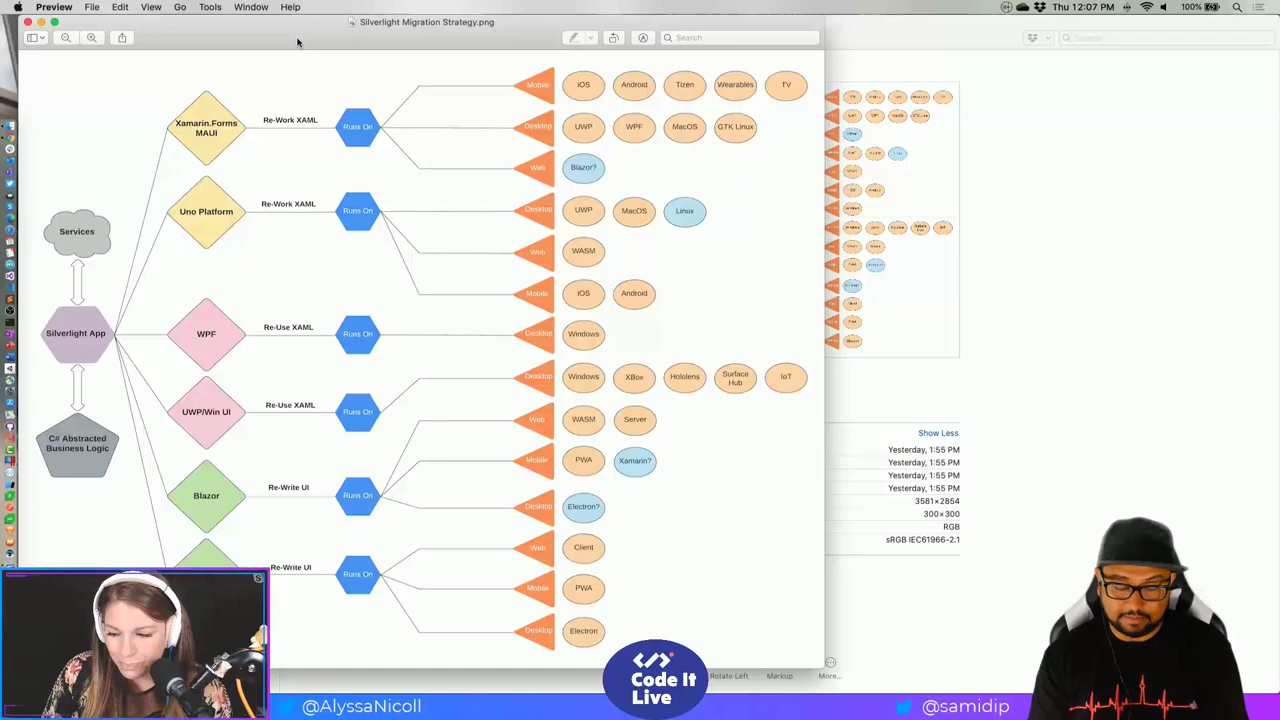 Preview File Edit View Go Tools Window Help
100% Thu 12:07 PM
Silverlight Migration Strategy.png
Search
Search
Mobile iOS Android Tizen Wearables TV
Xamarin.Forms
MAUI
Re-Work XAML
Runs On
Desktop UWP WPF MacOS GTK Linux
Web Blazor?
Uno Platform
Re-Work XAML
Runs On
Desktop UWP MacOS Linux
Services
Web WASM
Mobile iOS Android
Silverlight App
WPF
Re-Use XAML
Runs On
Desktop Windows
Desktop Windows XBox Hololens Surface
Hub
IoT
UWP/Win UI
Re-Use XAML
Runs On
Web WASM Server
C# Abstracted
Business Logic
Mobile PWA Xamarin?
Blazor
Re-Write UI
Runs On
Desktop Electron?
Web Client
Re-Write UI
Runs On
Mobile PWA
Desktop Electron
Show Less
Yesterday, 1:55 PM
Yesterday, 1:55 PM
Yesterday, 1:55 PM
Yesterday, 1:55 PM
3581×2854
300×300
RGB
sRGB IEC61966-2.1
Rotate Left Markup More...
Code It
Live
@AlyssaNicoll
@samidip